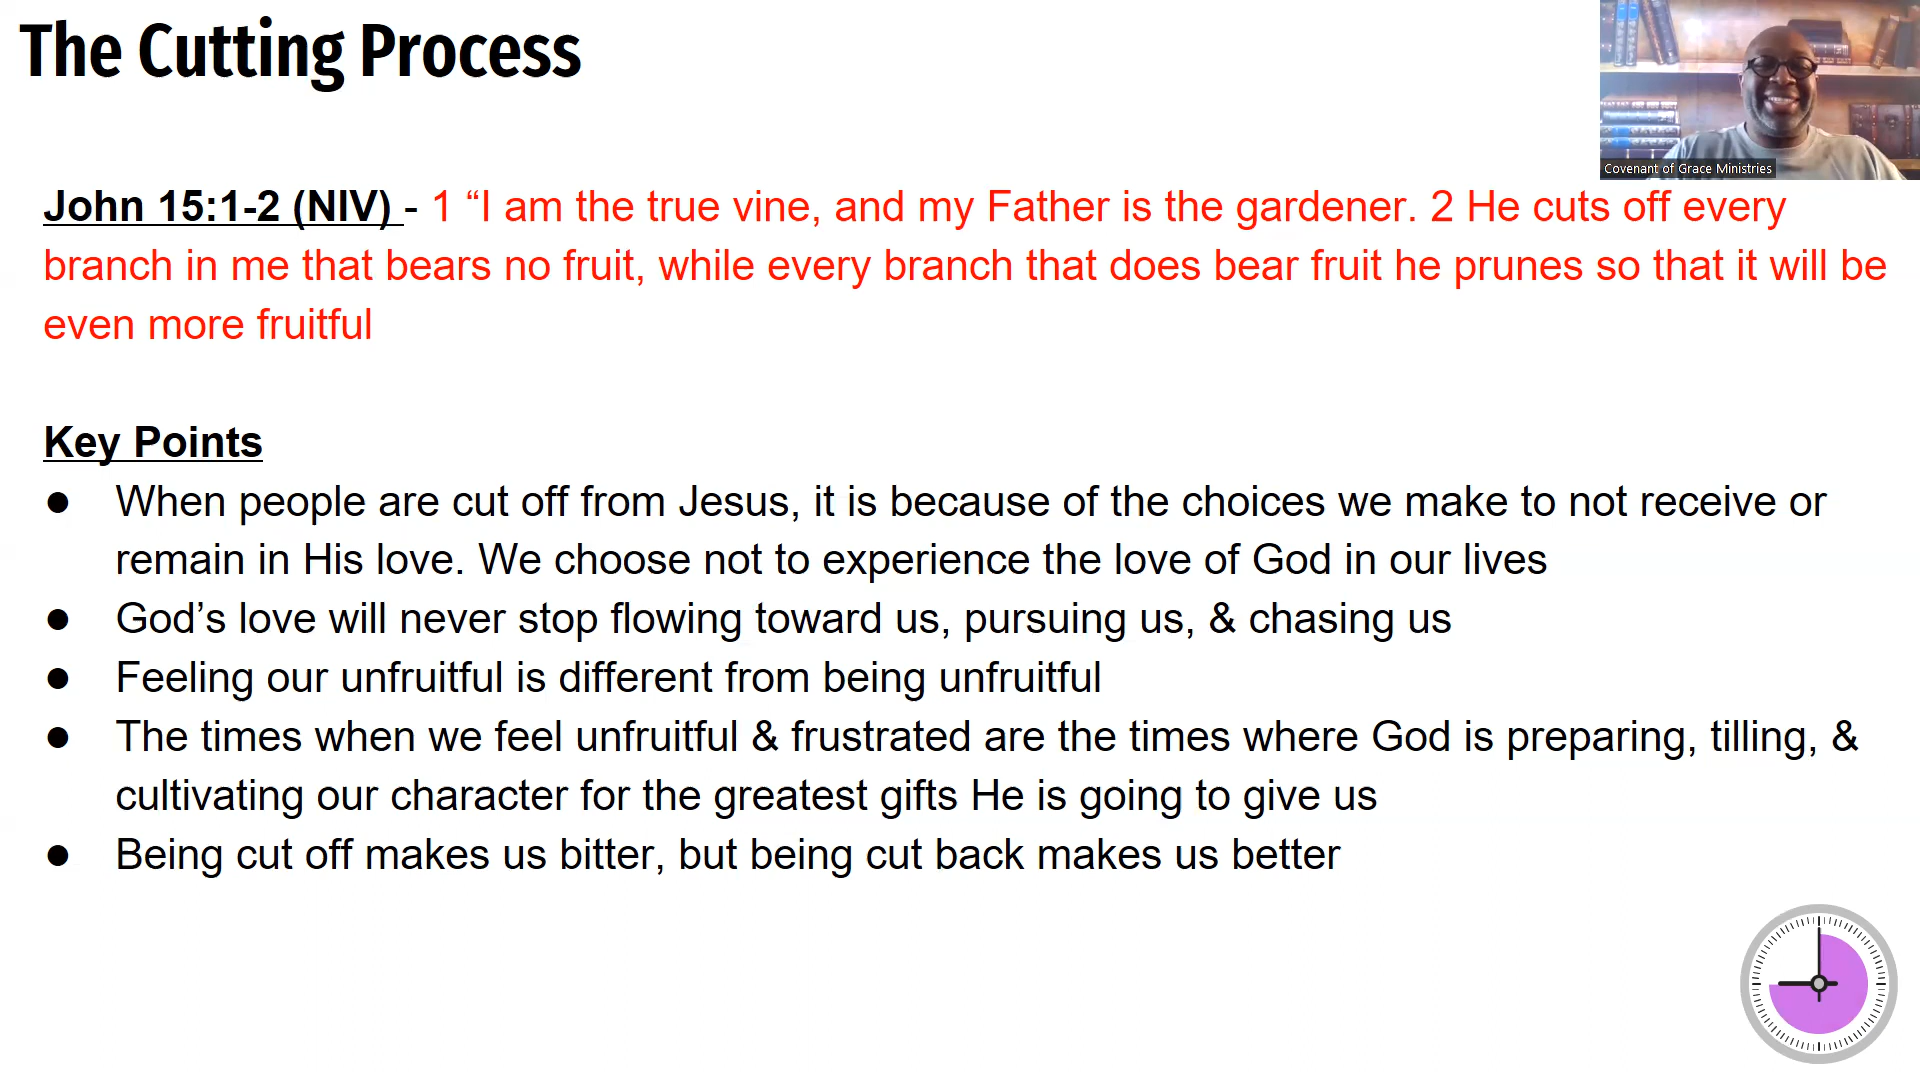 The Cutting Process
Covenant of Grace Ministries
John 15:1-2 (NIV) - 1 “I am the true vine, and my Father is the gardener. 2 He cuts off every
branch in me that bears no fruit, while every branch that does bear fruit he prunes so that it will be
even more fruitful
Key Points
● When people are cut off from Jesus, it is because of the choices we make to not receive or
remain in His love. We choose not to experience the love of God in our lives
● God’s love will never stop flowing toward us, pursuing us, & chasing us
● Feeling our unfruitful is different from being unfruitful
● The times when we feel unfruitful & frustrated are the times where God is preparing, tilling, &
cultivating our character for the greatest gifts He is going to give us
● Being cut off makes us bitter, but being cut back makes us better